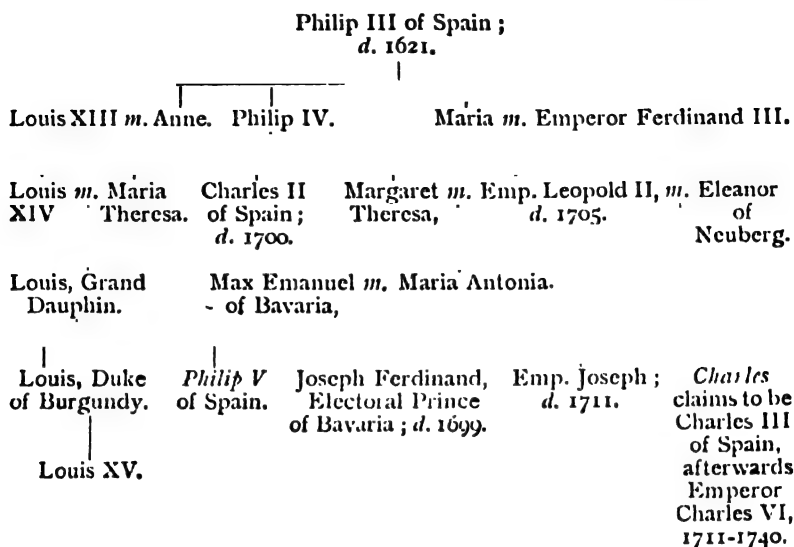 Philip III of Spain ;
d. 1621.
Louis XIII m. Anne. Philip IV. Maria m. Emperor Ferdinand III.
Louis m. Maria Charles II Margaret m. Emp. Leopold II, m. Eleanor
XIV Theresa. of Spain ; Theresa, d. 1705. of
d. 1700. Neuberg.
Louis, Grand Max Emanuel m. Maria Antonia.
Dauphin. - of Bavaria,
Louis, Duke Philip V Joseph Ferdinand, Emp. Joseph ; Charles
of Burgundy. of Spain. Electoral Prince d. 1711. claims to be
of Bavaria ; d. 1699. Charles III
Louis XV. of Spain,
afterwards
Emperor
Charles VI,
1711-1740.